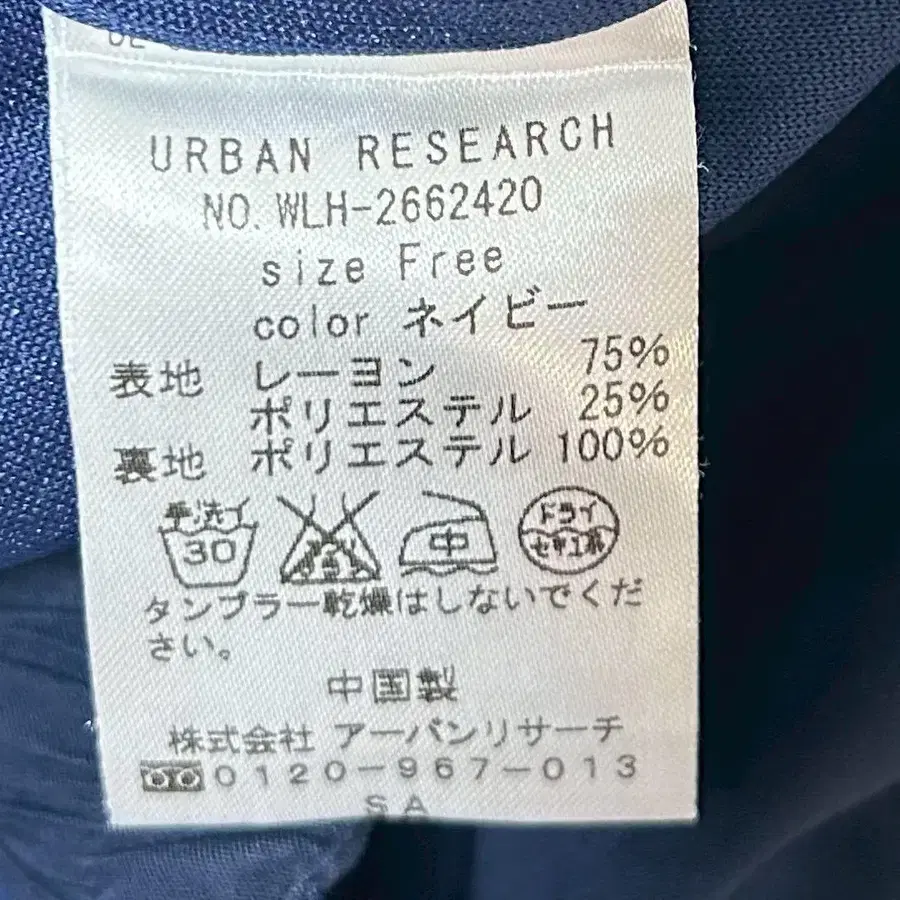 URBAN RESEARCH
NO. WLH-2662420
size Free
color ネイビー
表地 レーヨン 75%
ポリエステル 25%
裏地 ポリエステル 100%
手洗イ 30
中
ドライ セキユ系
タンブラー乾燥はしないでくだ
さい。
中国製
株式会社 アーバンリサーチ
0120-967-013
SA